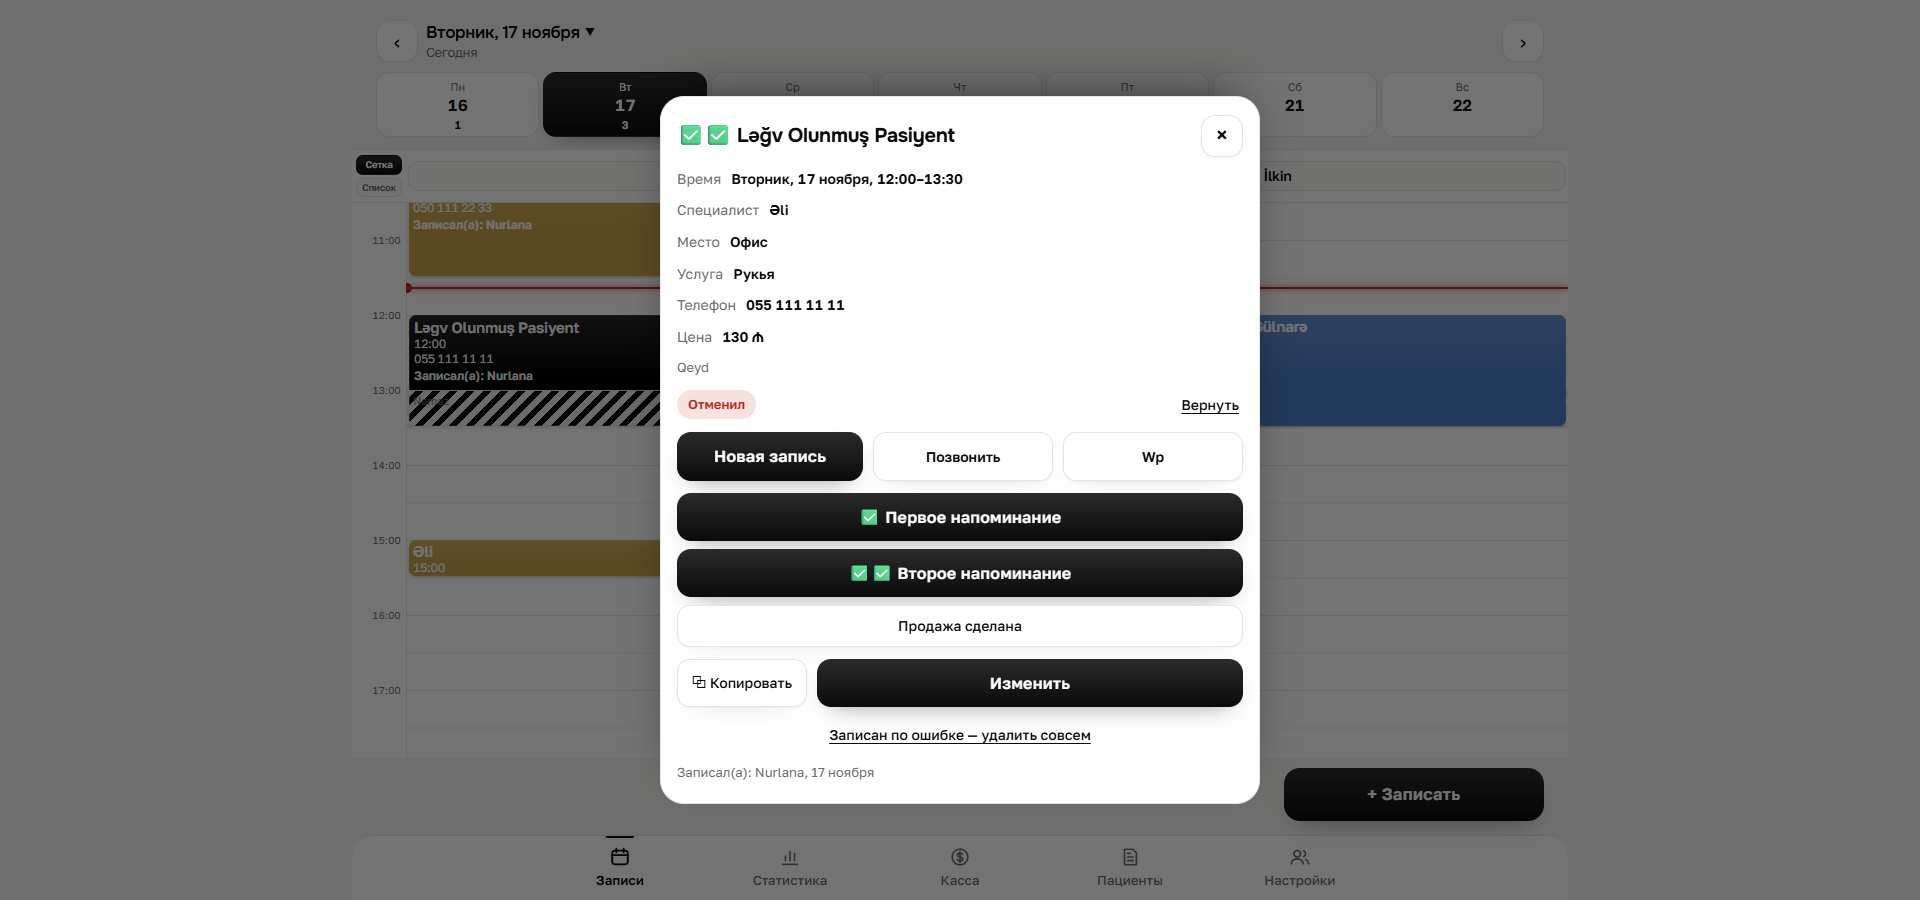 ‹
Вторник, 17 ноября ▼
Сегодня
›
Пн
16
1
Вт
17
3
Ср
Чт
Пт
Сб
21
Вс
22
Сетка
Список
İlkin
050 111 22 33
Записал(а): Nurlana
11:00
12:00
13:00
14:00
15:00
16:00
17:00
Ləğv Olunmuş Pasiyent
12:00
055 111 11 11
Записал(а): Nurlana
Əli
15:00
✅ ✅ Ləğv Olunmuş Pasiyent
×
Время Вторник, 17 ноября, 12:00–13:30
Специалист Əli
Место Офис
Услуга Рукья
Телефон 055 111 11 11
Цена 130 ₼
Qeyd
Отменил
Вернуть
Новая запись
Позвонить
Wp
✅ Первое напоминание
✅ ✅ Второе напоминание
Продажа сделана
Копировать
Изменить
Записан по ошибке — удалить совсем
Записал(а): Nurlana, 17 ноября
+ Записать
Записи
Статистика
Касса
Пациенты
Настройки